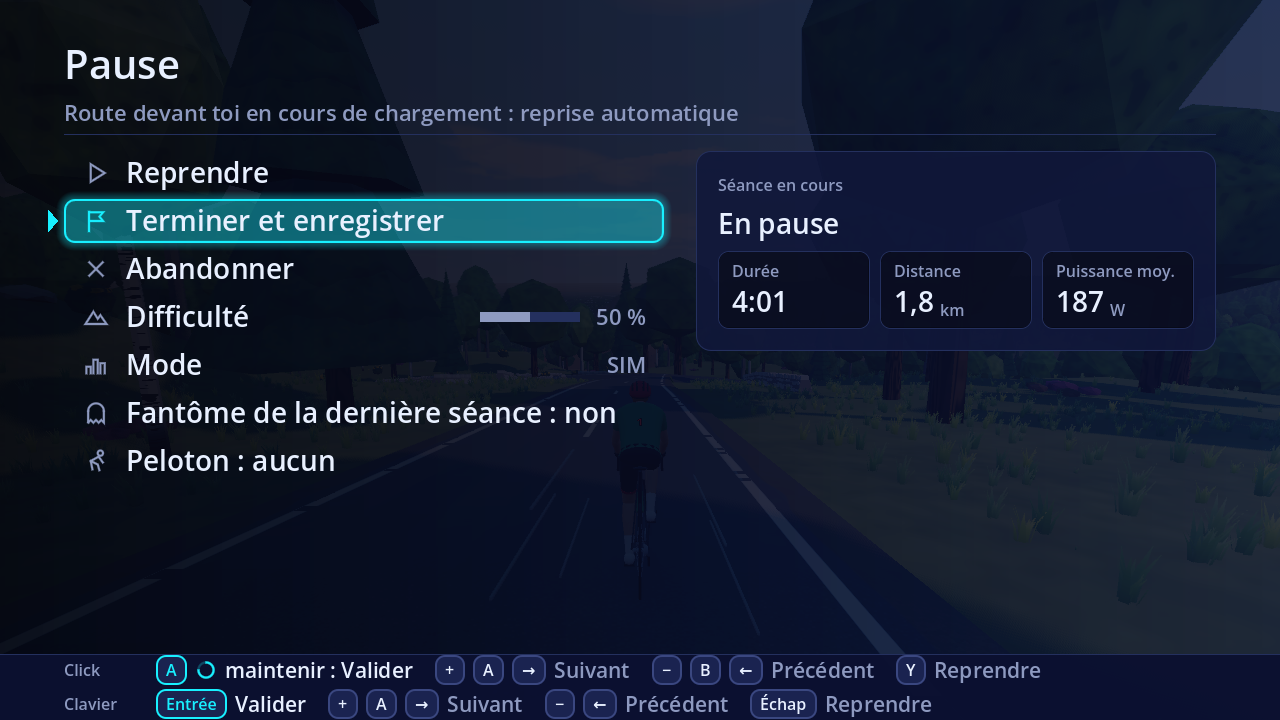 Pause
Route devant toi en cours de chargement : reprise automatique
Reprendre
Terminer et enregistrer
Abandonner
Difficulté 50 %
Mode SIM
Fantôme de la dernière séance : non
Peloton : aucun
Séance en cours
En pause
Durée Distance Puissance moy.
4:01 1,8 km 187 W
Click A maintenir : Valider + A → Suivant − B ← Précédent Y Reprendre
Clavier Entrée Valider + A → Suivant − ← Précédent Échap Reprendre